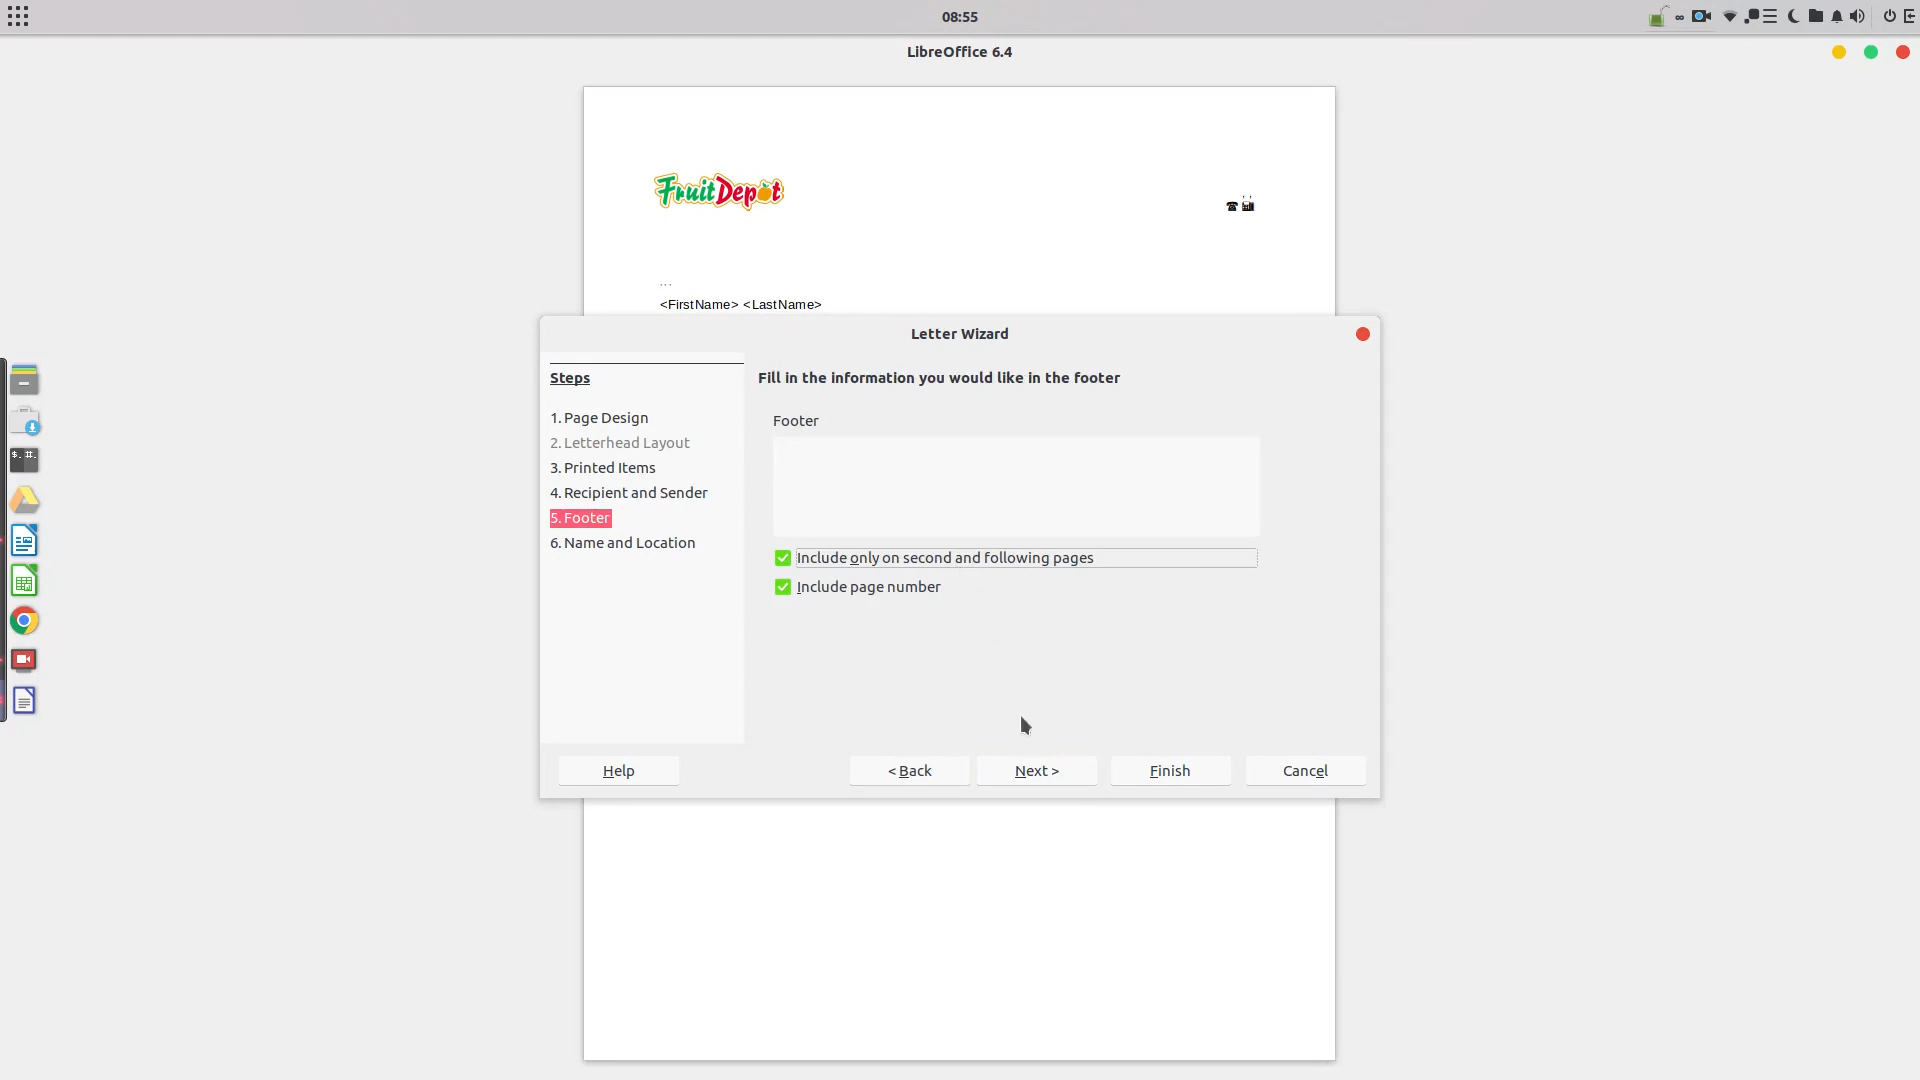 08:55
LibreOffice 6.4
FruitDepot
...
<FirstName> <LastName>
Letter Wizard
Steps
1. Page Design
2. Letterhead Layout
3. Printed Items
4. Recipient and Sender
5. Footer
6. Name and Location
Fill in the information you would like in the footer
Footer
Include only on second and following pages
Include page number
Help
< Back
Next >
Finish
Cancel